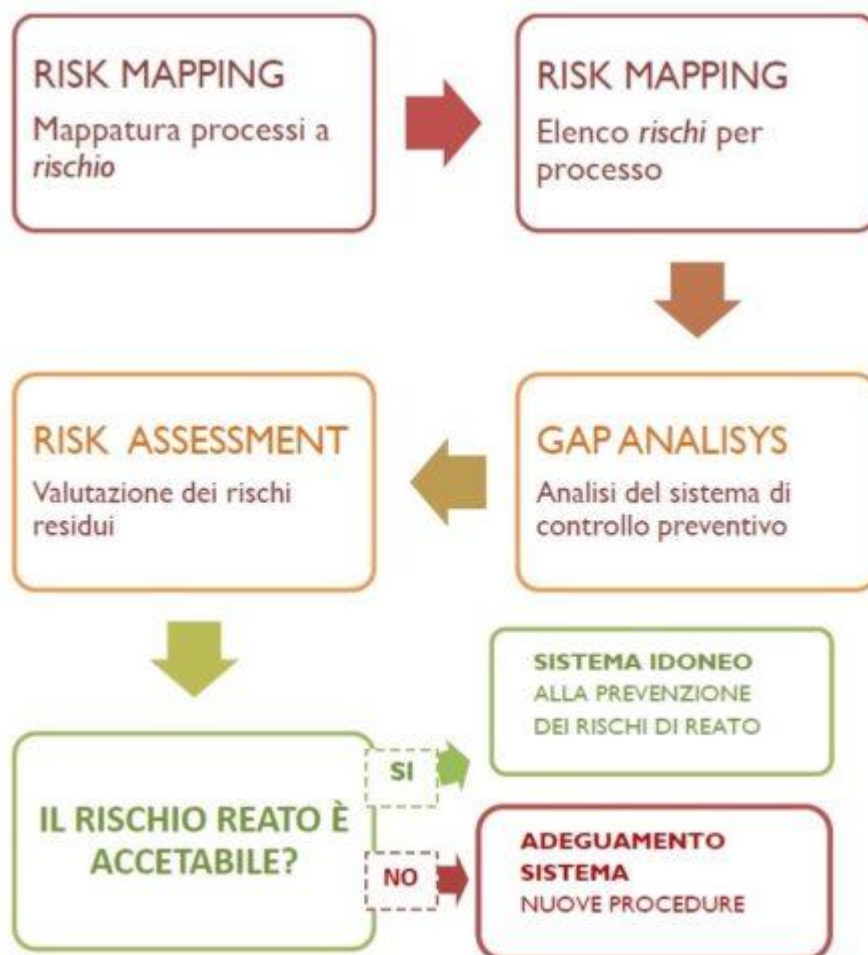 RISK MAPPING
Mappatura processi a
rischio
RISK MAPPING
Elenco rischi per
processo
GAP ANALISYS
Analisi del sistema di
controllo preventivo
RISK ASSESSMENT
Valutazione dei rischi
residui
IL RISCHIO REATO È
ACCETABILE?
SI
SISTEMA IDONEO
ALLA PREVENZIONE
DEI RISCHI DI REATO
NO
ADEGUAMENTO
SISTEMA
NUOVE PROCEDURE